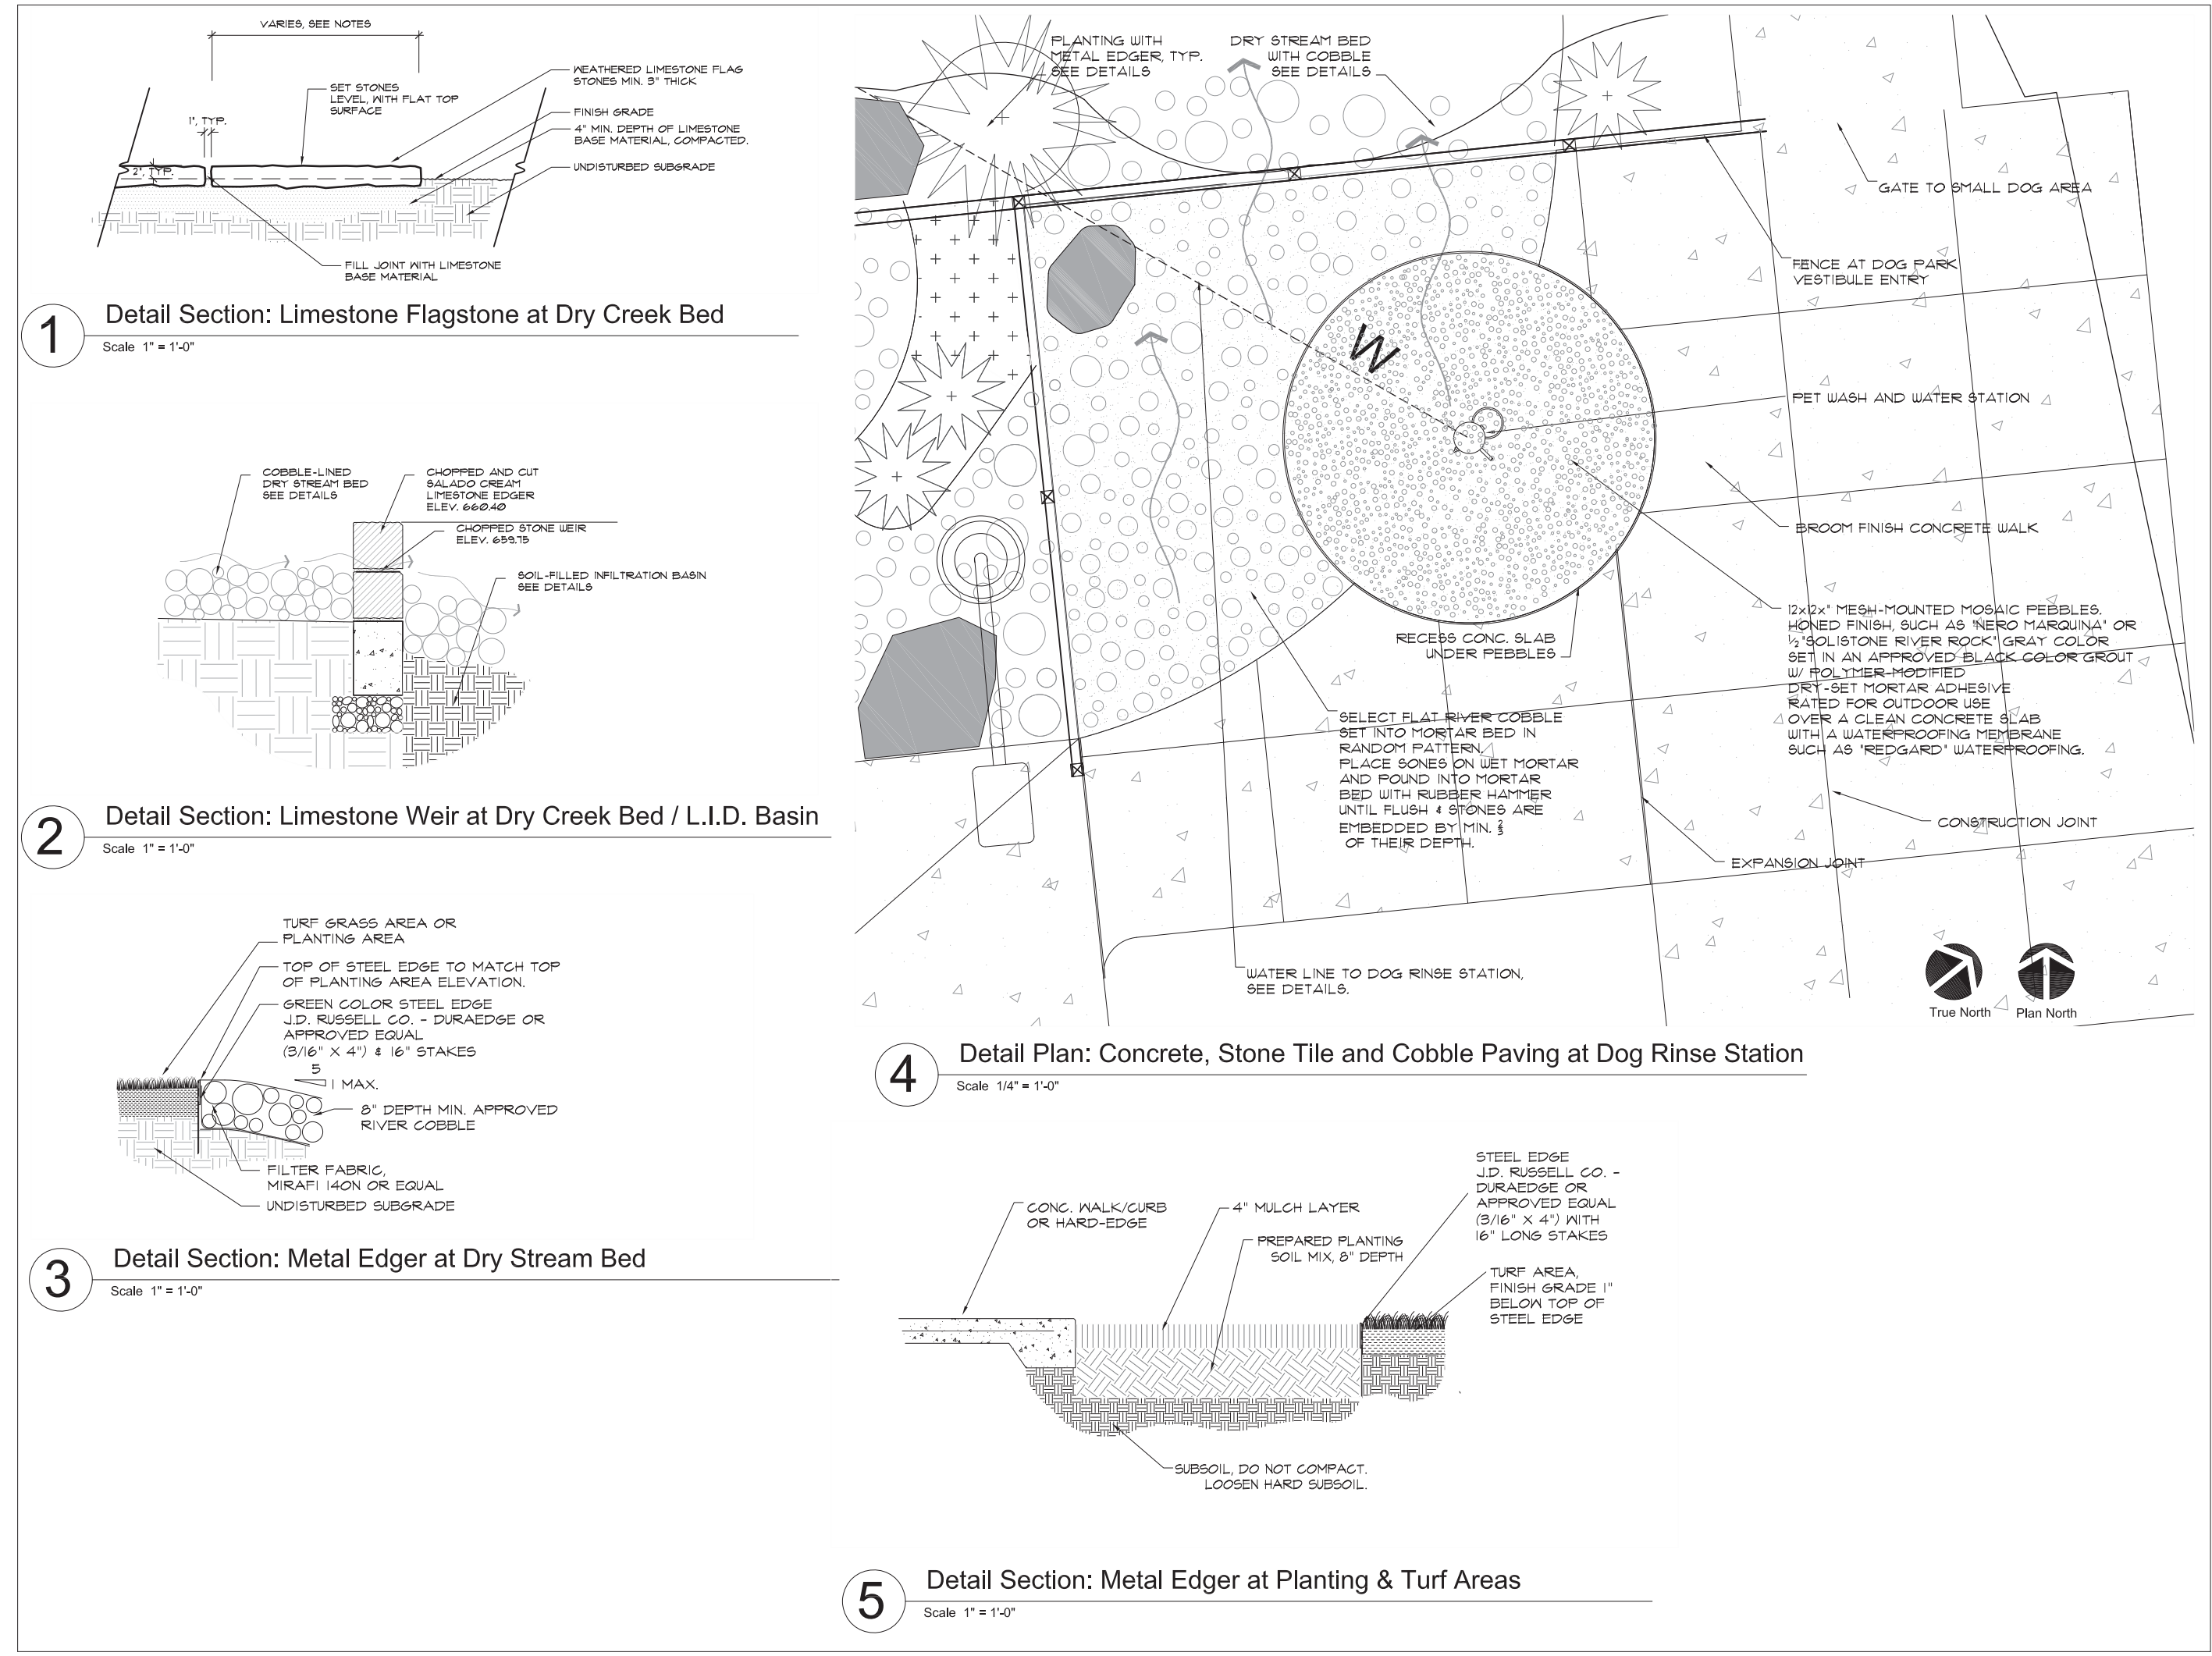 VARIES, SEE NOTES
WEATHERED LIMESTONE FLAG
STONES MIN. 3" THICK
SET STONES
LEVEL, WITH FLAT TOP
SURFACE
FINISH GRADE
1", TYP.
4" MIN. DEPTH OF LIMESTONE
BASE MATERIAL, COMPACTED.
2", TYP.
UNDISTURBED SUBGRADE
FILL JOINT WITH LIMESTONE
BASE MATERIAL
1
Detail Section: Limestone Flagstone at Dry Creek Bed
Scale 1" = 1'-0"
COBBLE-LINED
DRY STREAM BED
SEE DETAILS
CHOPPED AND CUT
SALADO CREAM
LIMESTONE EDGER
ELEV. 660.40
CHOPPED STONE WEIR
ELEV. 659.75
SOIL-FILLED INFILTRATION BASIN
SEE DETAILS
2
Detail Section: Limestone Weir at Dry Creek Bed / L.I.D. Basin
Scale 1" = 1'-0"
TURF GRASS AREA OR
PLANTING AREA
TOP OF STEEL EDGE TO MATCH TOP
OF PLANTING AREA ELEVATION.
GREEN COLOR STEEL EDGE
J.D. RUSSELL CO. - DURAEDGE OR
APPROVED EQUAL
(3/16" X 4") & 16" STAKES
5
1 MAX.
8" DEPTH MIN. APPROVED
RIVER COBBLE
FILTER FABRIC,
MIRAFI 140N OR EQUAL
UNDISTURBED SUBGRADE
3
Detail Section: Metal Edger at Dry Stream Bed
Scale 1" = 1'-0"
PLANTING WITH
METAL EDGER, TYP.
SEE DETAILS
DRY STREAM BED
WITH COBBLE
SEE DETAILS
GATE TO SMALL DOG AREA
FENCE AT DOG PARK
VESTIBULE ENTRY
W
PET WASH AND WATER STATION
BROOM FINISH CONCRETE WALK
12x12x" MESH-MOUNTED MOSAIC PEBBLES.
HONED FINISH, SUCH AS "NERO MARQUINA" OR
½ "SOLISTONE RIVER ROCK" GRAY COLOR
SET IN AN APPROVED BLACK COLOR GROUT
W/ POLYMER-MODIFIED
DRY-SET MORTAR ADHESIVE
RATED FOR OUTDOOR USE
OVER A CLEAN CONCRETE SLAB
WITH A WATERPROOFING MEMBRANE
SUCH AS "REDGARD" WATERPROOFING.
RECESS CONC. SLAB
UNDER PEBBLES
SELECT FLAT RIVER COBBLE
SET INTO MORTAR BED IN
RANDOM PATTERN.
PLACE SONES ON WET MORTAR
AND POUND INTO MORTAR
BED WITH RUBBER HAMMER
UNTIL FLUSH & STONES ARE
EMBEDDED BY MIN. ⅔
OF THEIR DEPTH.
CONSTRUCTION JOINT
EXPANSION JOINT
WATER LINE TO DOG RINSE STATION,
SEE DETAILS.
True North
Plan North
4
Detail Plan: Concrete, Stone Tile and Cobble Paving at Dog Rinse Station
Scale 1/4" = 1'-0"
CONC. WALK/CURB
OR HARD-EDGE
4" MULCH LAYER
PREPARED PLANTING
SOIL MIX, 8" DEPTH
STEEL EDGE
J.D. RUSSELL CO. -
DURAEDGE OR
APPROVED EQUAL
(3/16" X 4") WITH
16" LONG STAKES
TURF AREA,
FINISH GRADE 1"
BELOW TOP OF
STEEL EDGE
SUBSOIL, DO NOT COMPACT.
LOOSEN HARD SUBSOIL.
5
Detail Section: Metal Edger at Planting & Turf Areas
Scale 1" = 1'-0"